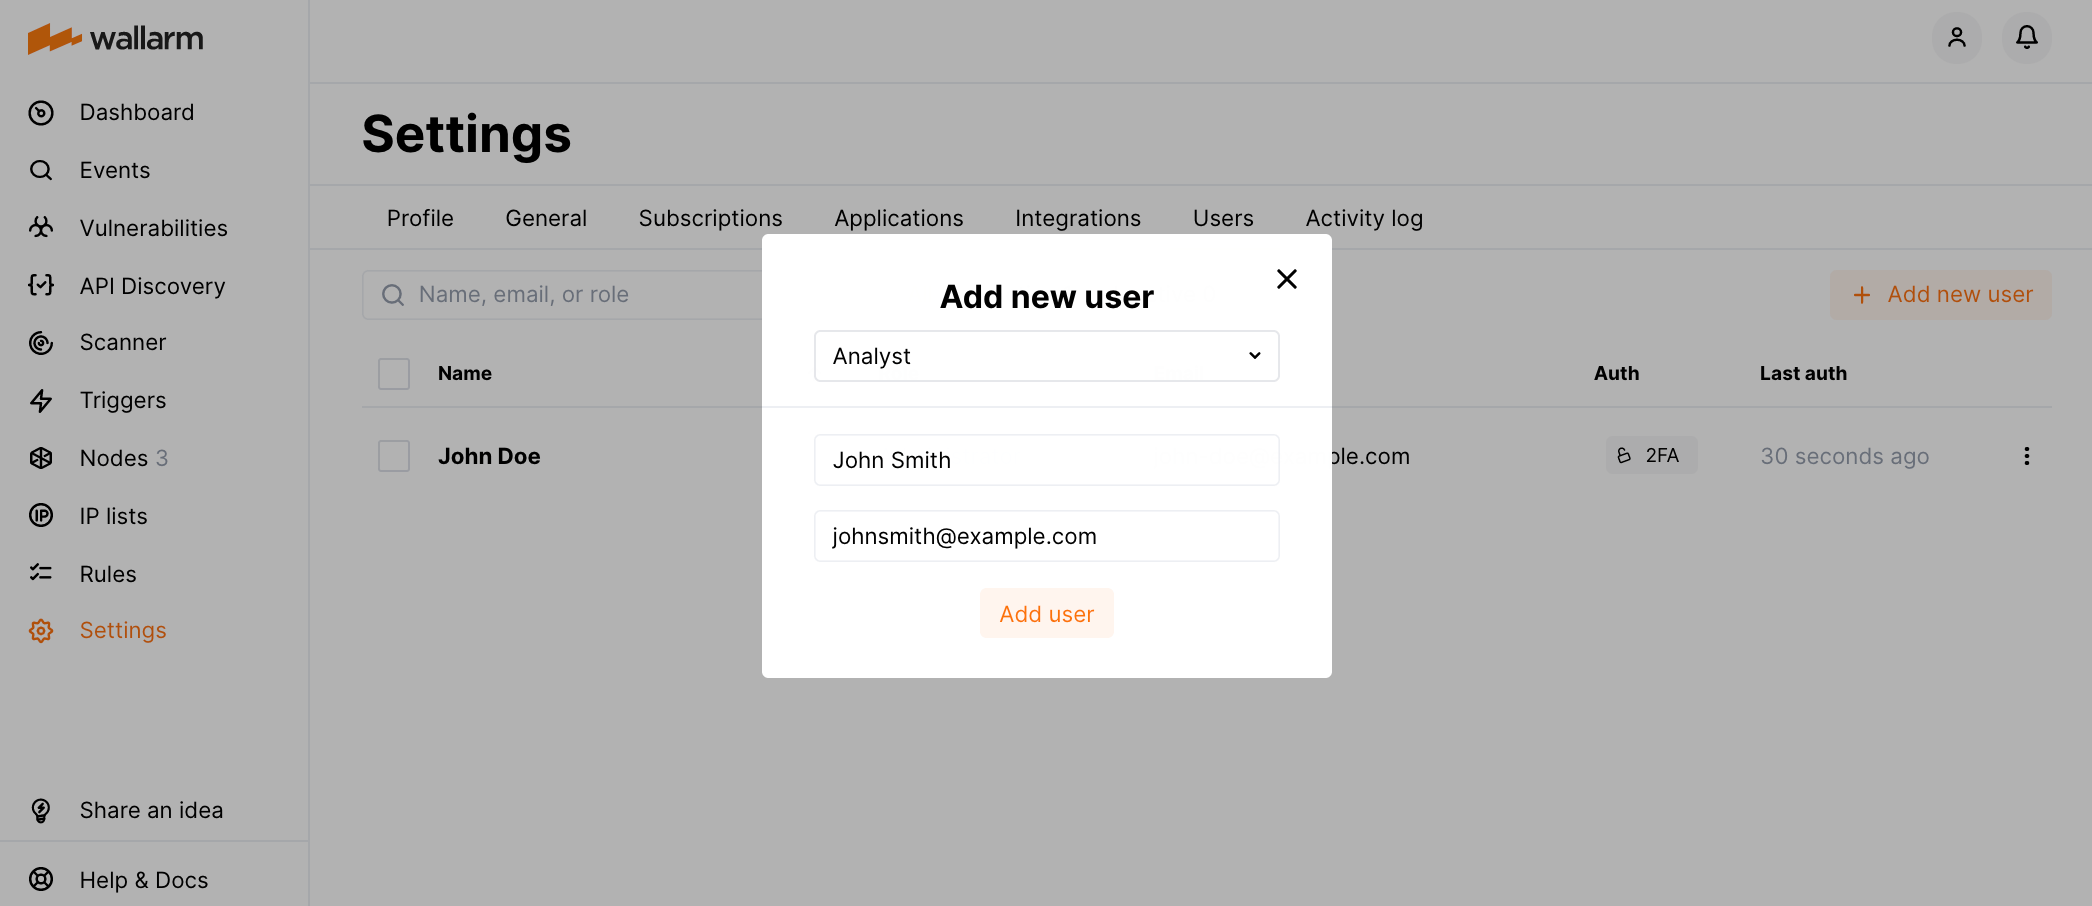 wallarm
Dashboard
Events
Vulnerabilities
API Discovery
Scanner
Triggers
Nodes 3
IP lists
Rules
Settings
Share an idea
Help & Docs
Settings
Profile General Subscriptions Applications Integrations Users Activity log
Name, email, or role
+ Add new user
Name Auth Last auth
John Doe ple.com 2FA 30 seconds ago
Add new user
Analyst
John Smith
johnsmith@example.com
Add user